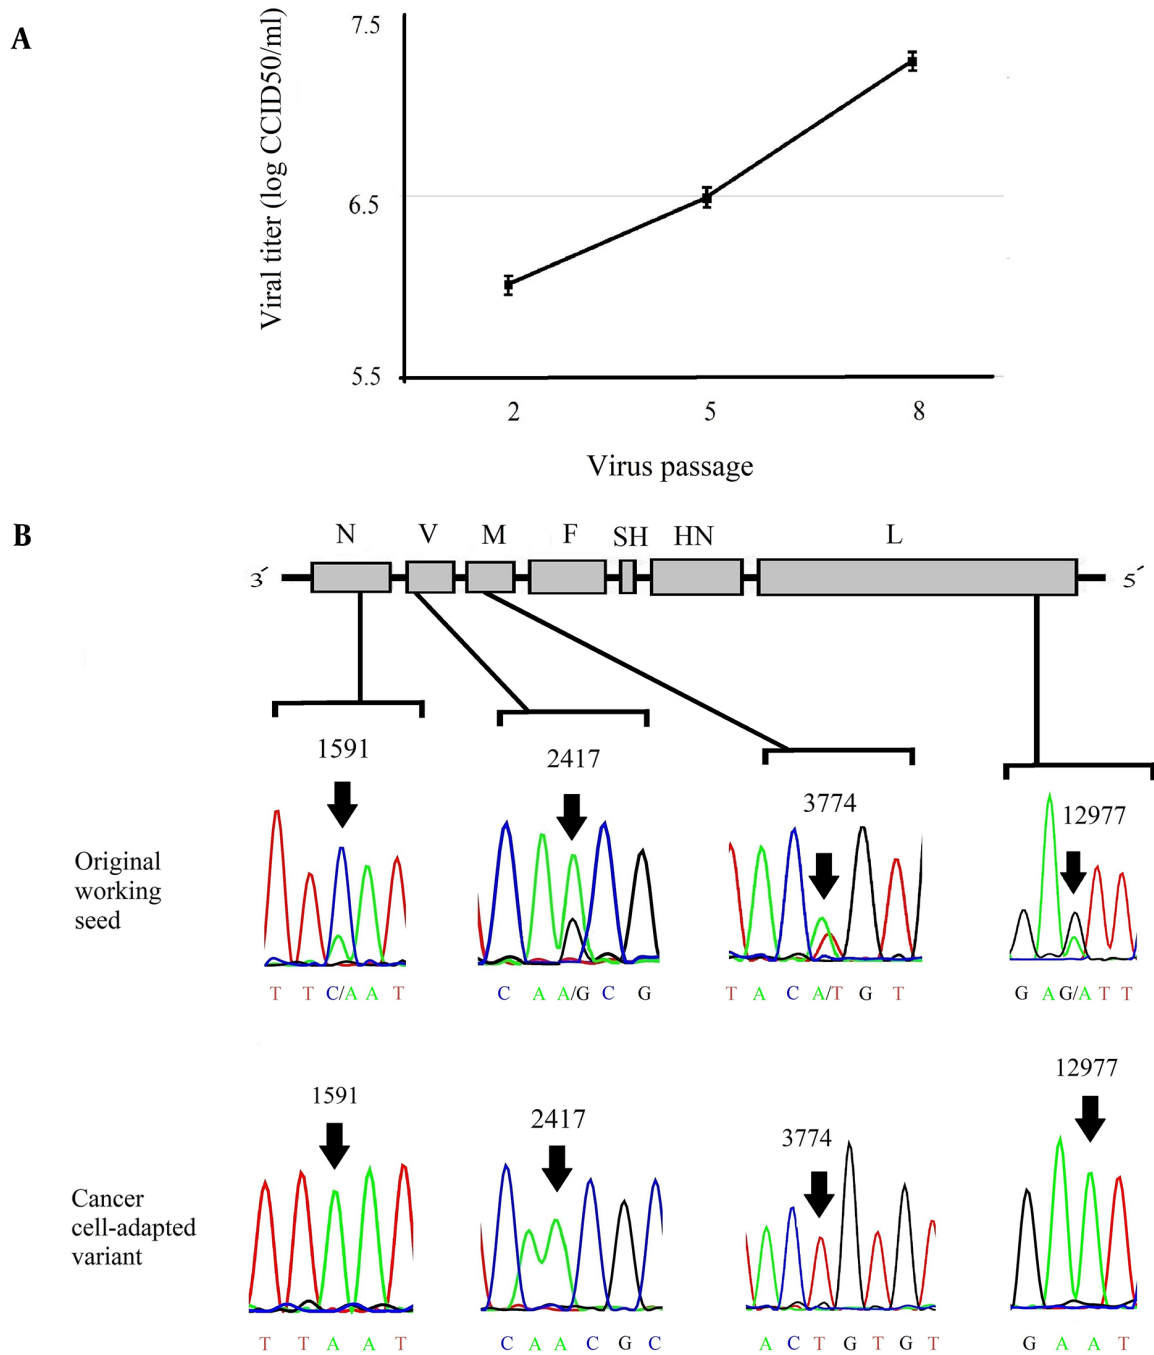 A
Viral titer (log CCID50/ml)
7.5
6.5
5.5
2 5 8
Virus passage
B
N V M F SH HN L
3´ 5´
1591 2417 3774 12977
Original
working
seed
T T C/A A T C A A/G C G T A C A/T G T G A G/A T T
1591 2417 3774 12977
Cancer
cell-adapted
variant
T T A A T C A A C G C A C T G T G T G A A T